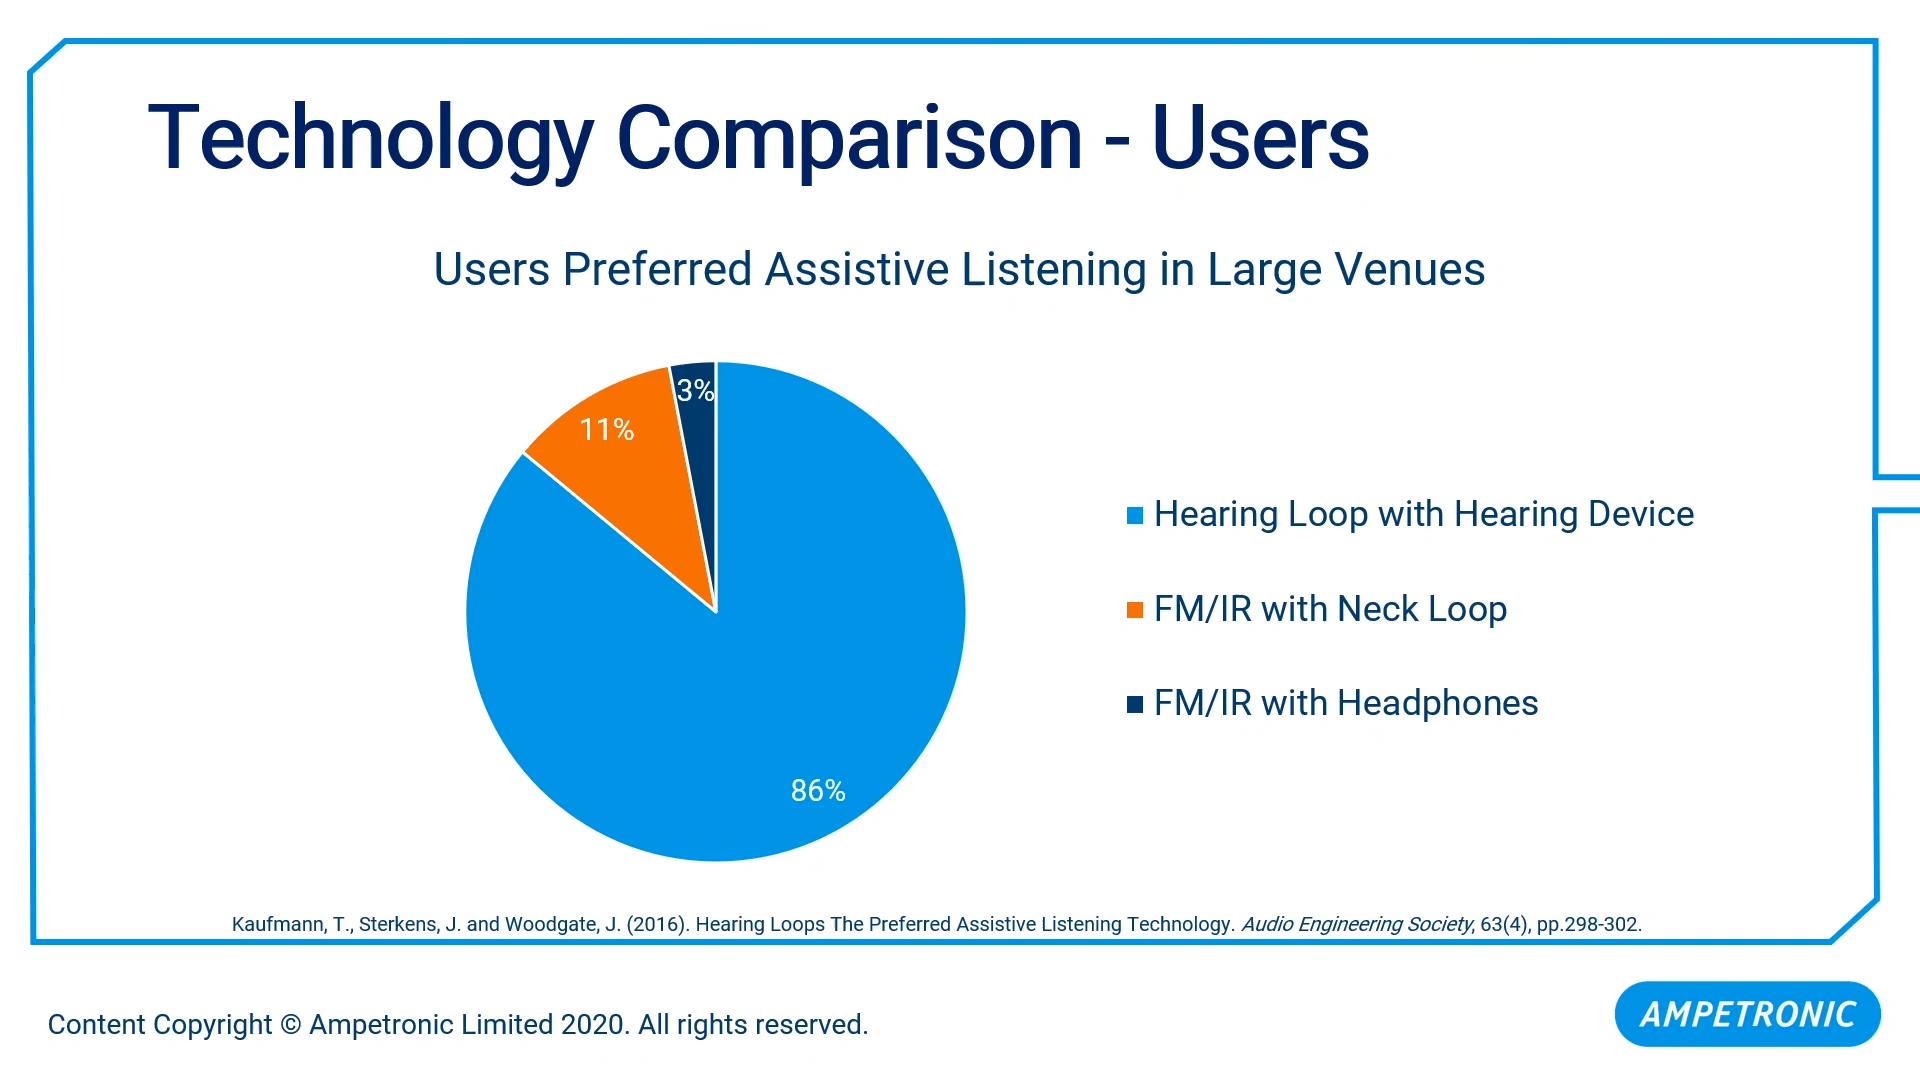 Technology Comparison - Users
Users Preferred Assistive Listening in Large Venues
3%
11%
86%
Hearing Loop with Hearing Device
FM/IR with Neck Loop
FM/IR with Headphones
Kaufmann, T., Sterkens, J. and Woodgate, J. (2016). Hearing Loops The Preferred Assistive Listening Technology. Audio Engineering Society, 63(4), pp.298-302.
Content Copyright © Ampetronic Limited 2020. All rights reserved.
AMPETRONIC